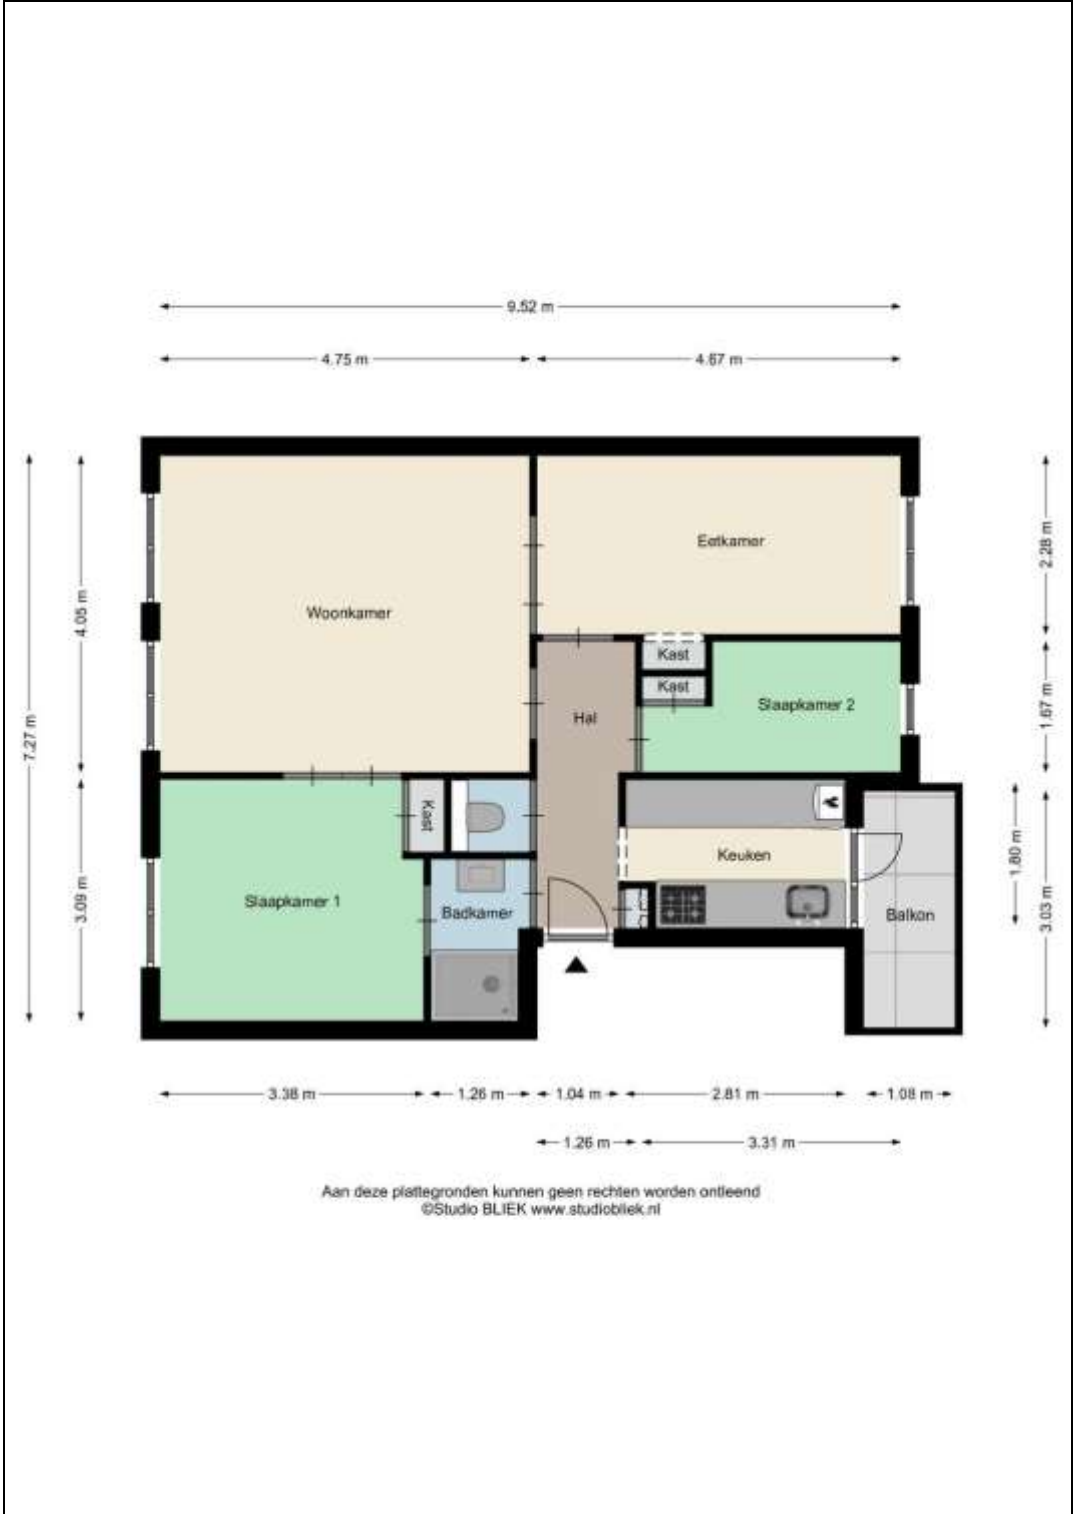 9.52 m
4.75 m
4.67 m
Eetkamer
2.28 m
4.05 m
Woonkamer
Kast
Kast
Slaapkamer 2
1.67 m
Hal
7.27 m
Kast
Keuken
1.80 m
Slaapkamer 1
3.09 m
Badkamer
Balkon
3.03 m
3.38 m
1.26 m
1.04 m
2.81 m
1.08 m
1.26 m
3.31 m
Aan deze plattegronden kunnen geen rechten worden ontleend
©Studio BLIEK www.studiobliek.nl